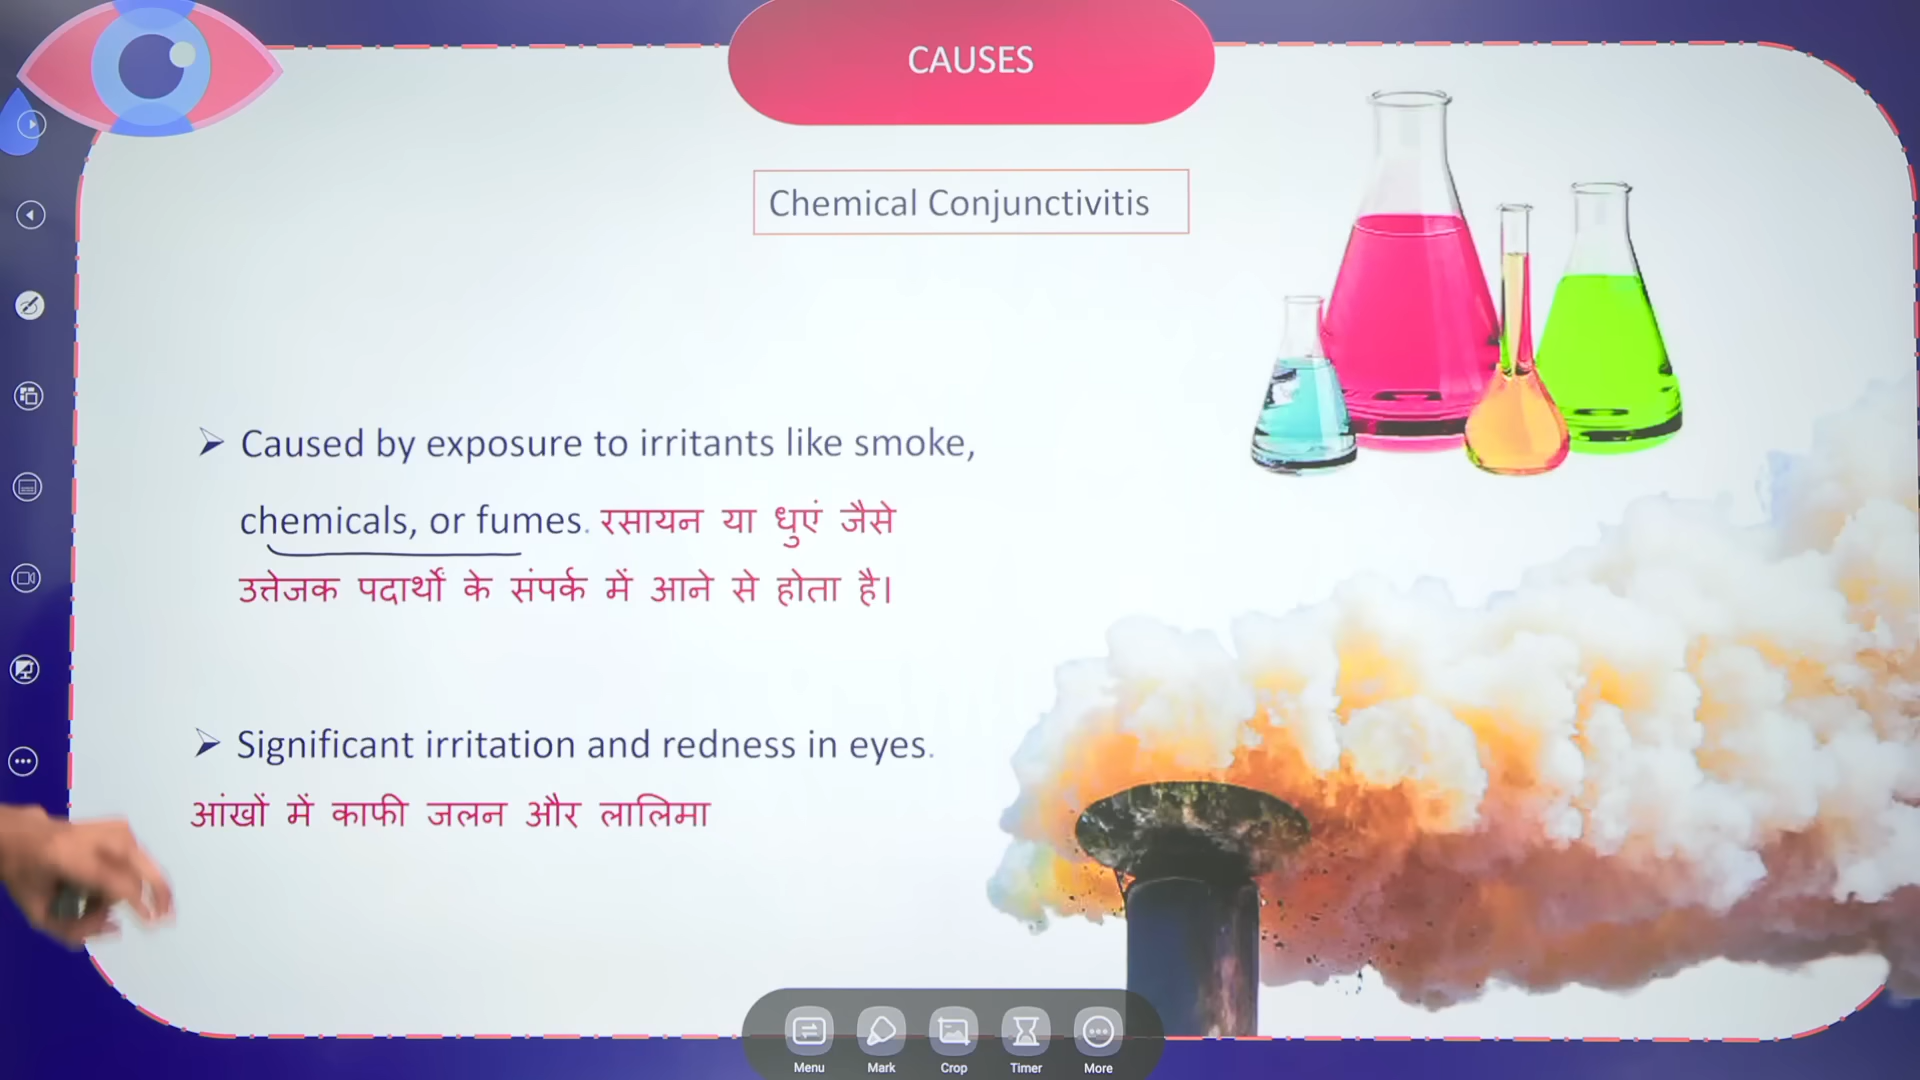 CAUSES
Chemical Conjunctivitis
Caused by exposure to irritants like smoke,
chemicals, or fumes. रसायन या धुएं जैसे
उत्तेजक पदार्थों के संपर्क में आने से होता है।
Significant irritation and redness in eyes.
आंखों में काफी जलन और लालिमा
Menu Mark Crop Timer More